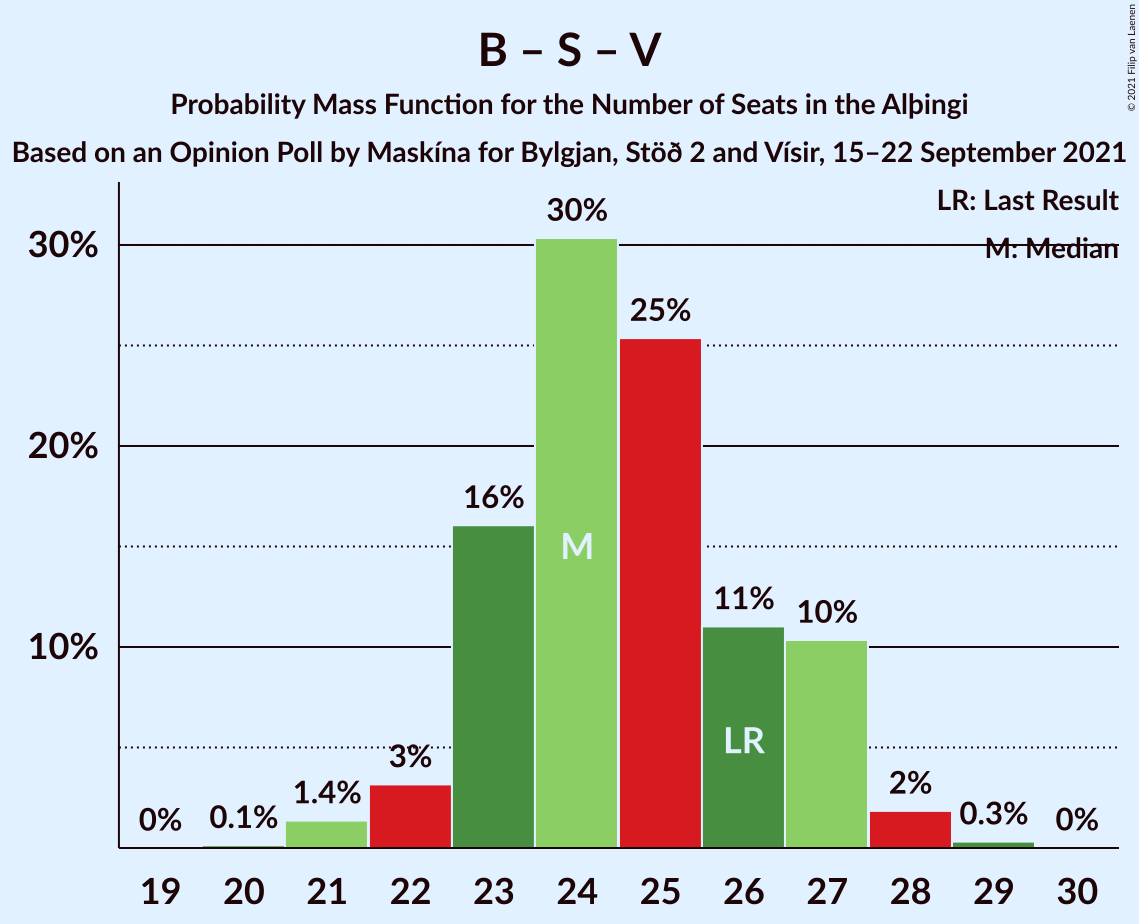 B – S – V
Probability Mass Function for the Number of Seats in the Alþingi
Based on an Opinion Poll by Maskína for Bylgjan, Stöð 2 and Vísir, 15–22 September 2021
© 2021 Filip van Laenen
LR: Last Result
M: Median
30%
20%
10%
0%
0.1%
1.4%
3%
16%
30%
25%
11%
10%
2%
0.3%
0%
M
LR
19 20 21 22 23 24 25 26 27 28 29 30